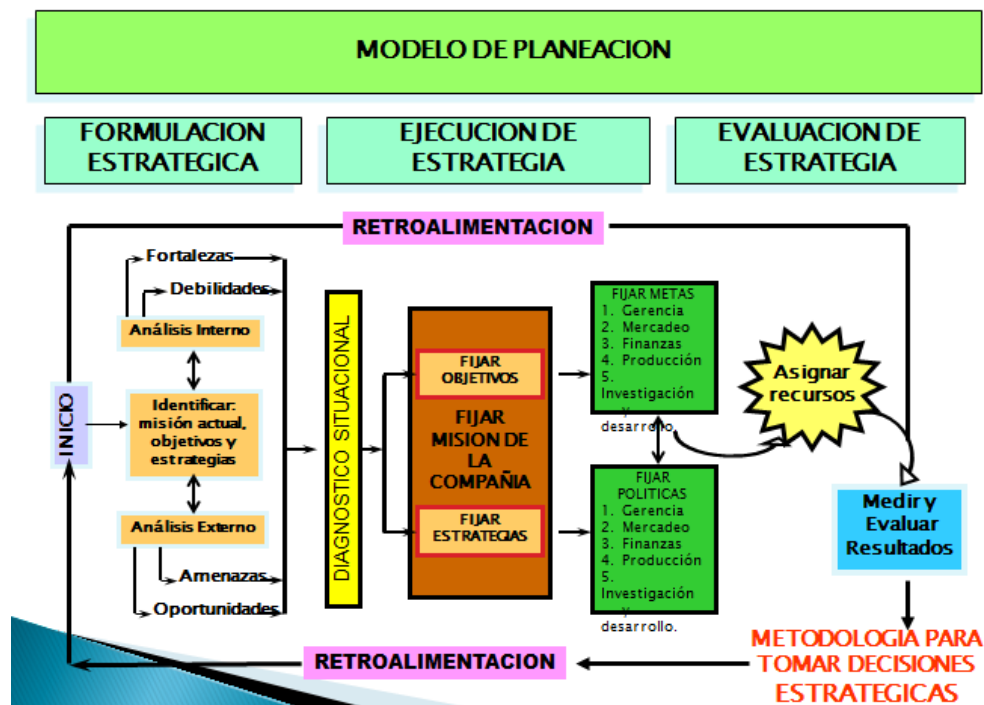 MODELO DE PLANEACION
FORMULACION
ESTRATEGICA
EJECUCION DE
ESTRATEGIA
EVALUACION DE
ESTRATEGIA
RETROALIMENTACION
Fortalezas
Debilidades
Análisis Interno
INICIO
Identificar:
misión actual,
objetivos y
estrategias
Análisis Externo
Amenazas
Oportunidades
DIAGNOSTICO SITUACIONAL
FIJAR
OBJETIVOS
FIJAR
MISION DE
LA
COMPAÑIA
FIJAR
ESTRATEGIAS
FIJAR METAS
1. Gerencia
2. Mercadeo
3. Finanzas
4. Producción
5.
Investigación
y
desarrollo.
FIJAR
POLITICAS
1. Gerencia
2. Mercadeo
3. Finanzas
4. Producción
5.
Investigación
y
desarrollo.
Asignar
recursos
Medir y
Evaluar
Resultados
RETROALIMENTACION
METODOLOGIA PARA
TOMAR DECISIONES
ESTRATEGICAS